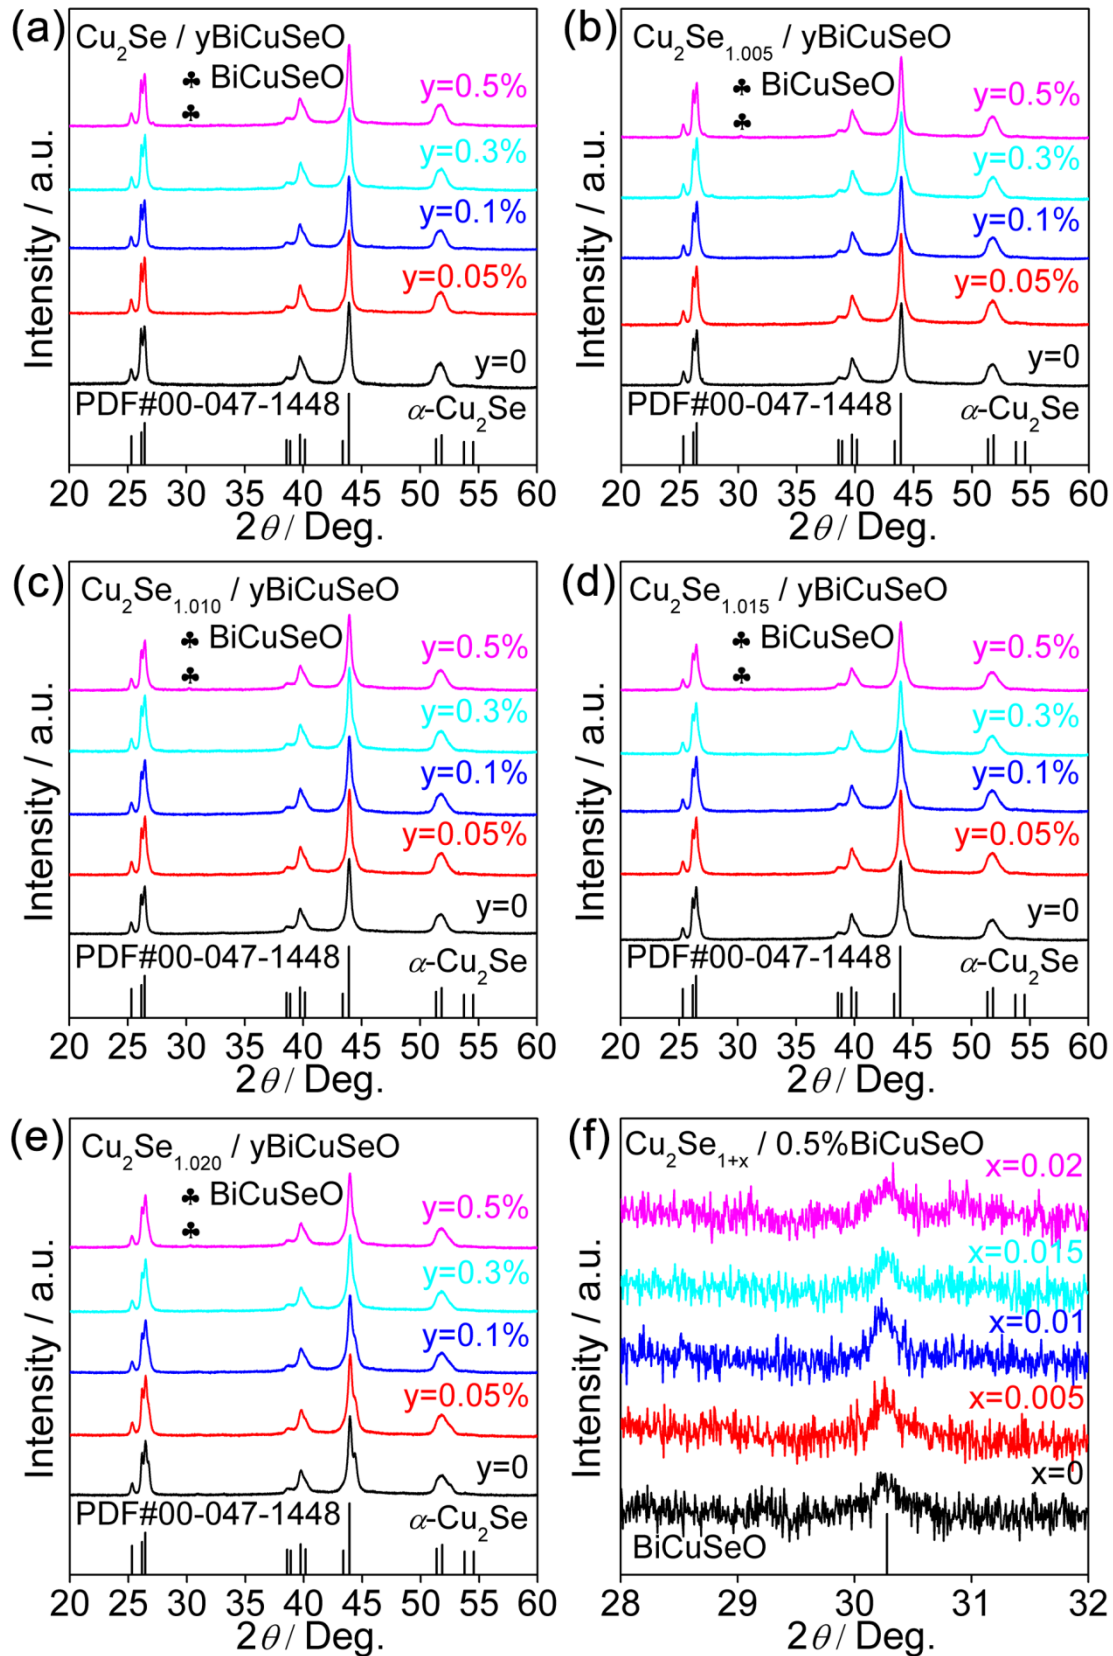 (a)
Cu₂Se / yBiCuSeO
♣ BiCuSeO
♣
y=0.5%
y=0.3%
y=0.1%
y=0.05%
y=0
PDF#00-047-1448
α-Cu₂Se
Intensity / a.u.
20 25 30 35 40 45 50 55 60
2θ / Deg.
(b)
Cu₂Se₁.₀₀₅ / yBiCuSeO
♣ BiCuSeO
♣
y=0.5%
y=0.3%
y=0.1%
y=0.05%
y=0
PDF#00-047-1448
α-Cu₂Se
Intensity / a.u.
20 25 30 35 40 45 50 55 60
2θ / Deg.
(c)
Cu₂Se₁.₀₁₀ / yBiCuSeO
♣ BiCuSeO
♣
y=0.5%
y=0.3%
y=0.1%
y=0.05%
y=0
PDF#00-047-1448
α-Cu₂Se
Intensity / a.u.
20 25 30 35 40 45 50 55 60
2θ / Deg.
(d)
Cu₂Se₁.₀₁₅ / yBiCuSeO
♣ BiCuSeO
♣
y=0.5%
y=0.3%
y=0.1%
y=0.05%
y=0
PDF#00-047-1448
α-Cu₂Se
Intensity / a.u.
20 25 30 35 40 45 50 55 60
2θ / Deg.
(e)
Cu₂Se₁.₀₂₀ / yBiCuSeO
♣ BiCuSeO
♣
y=0.5%
y=0.3%
y=0.1%
y=0.05%
y=0
PDF#00-047-1448
α-Cu₂Se
Intensity / a.u.
20 25 30 35 40 45 50 55 60
2θ / Deg.
(f)
Cu₂Se₁₊ₓ / 0.5%BiCuSeO
x=0.02
x=0.015
x=0.01
x=0.005
x=0
BiCuSeO
Intensity / a.u.
28 29 30 31 32
2θ / Deg.